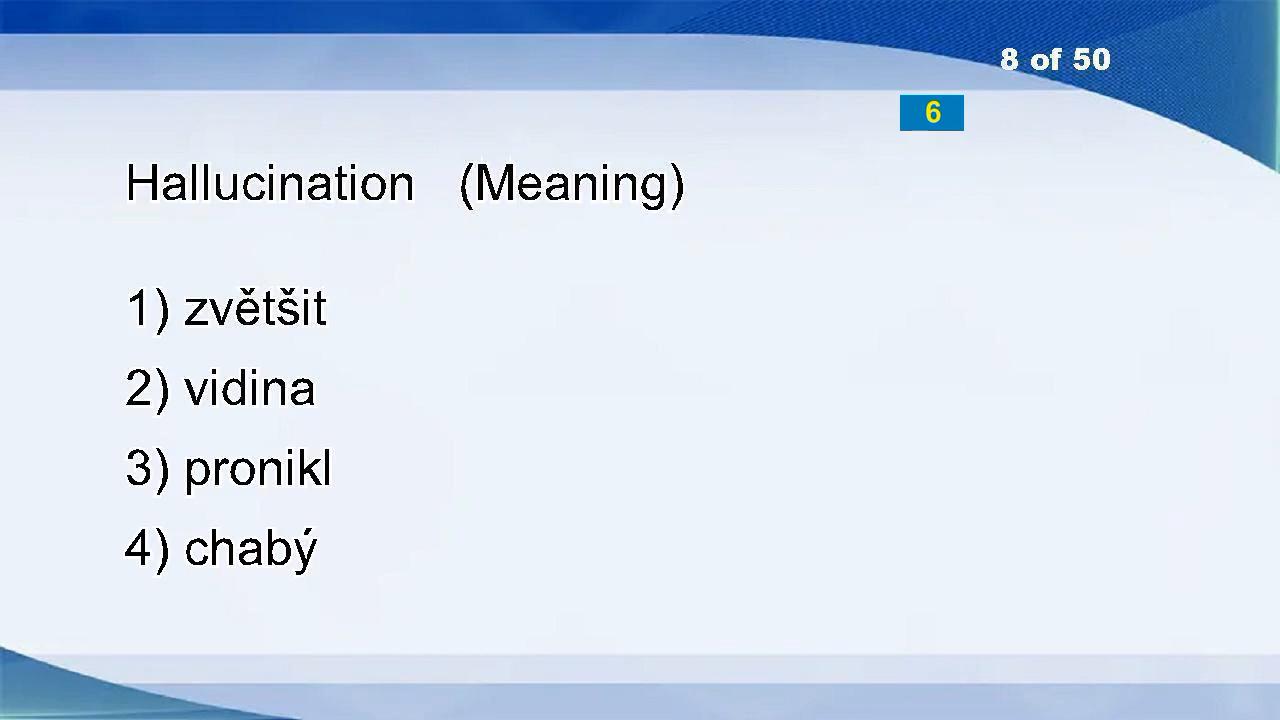 8 of 50
6
Hallucination (Meaning)
1) zvětšit
2) vidina
3) pronikl
4) chabý